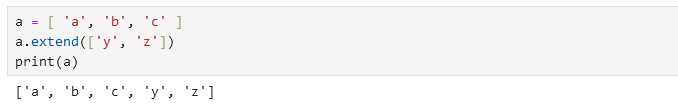 a = [ 'a', 'b', 'c' ]
a.extend(['y', 'z'])
print(a)
['a', 'b', 'c', 'y', 'z']